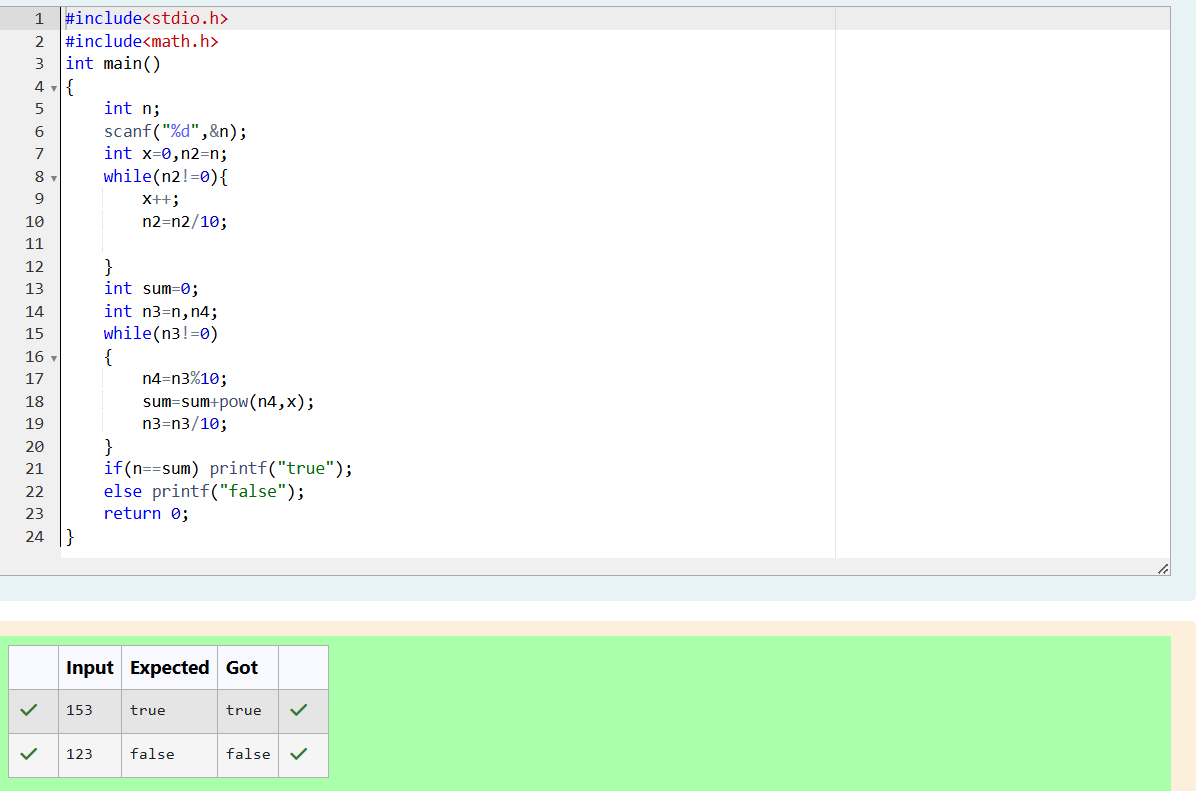 1 #include<stdio.h>
2 #include<math.h>
3 int main()
4 {
5     int n;
6     scanf("%d",&n);
7     int x=0,n2=n;
8     while(n2!=0){
9         x++;
10         n2=n2/10;
11
12     }
13     int sum=0;
14     int n3=n,n4;
15     while(n3!=0)
16     {
17         n4=n3%10;
18         sum=sum+pow(n4,x);
19         n3=n3/10;
20     }
21     if(n==sum) printf("true");
22     else printf("false");
23     return 0;
24 }
Input Expected Got
153 true true
123 false false